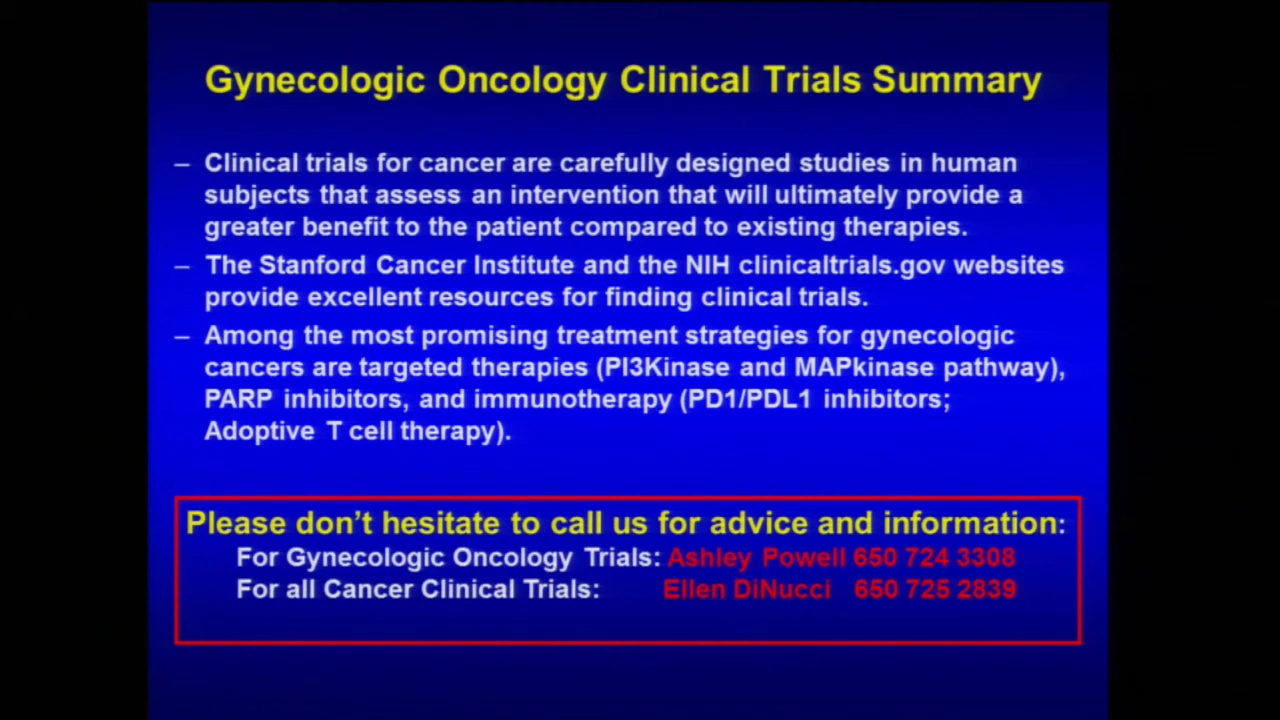 Gynecologic Oncology Clinical Trials Summary
– Clinical trials for cancer are carefully designed studies in human
subjects that assess an intervention that will ultimately provide a
greater benefit to the patient compared to existing therapies.
– The Stanford Cancer Institute and the NIH clinicaltrials.gov websites
provide excellent resources for finding clinical trials.
– Among the most promising treatment strategies for gynecologic
cancers are targeted therapies (PI3Kinase and MAPkinase pathway),
PARP inhibitors, and immunotherapy (PD1/PDL1 inhibitors;
Adoptive T cell therapy).
Please don't hesitate to call us for advice and information:
For Gynecologic Oncology Trials: Ashley Powell 650 724 3308
For all Cancer Clinical Trials: Ellen DiNucci 650 725 2839